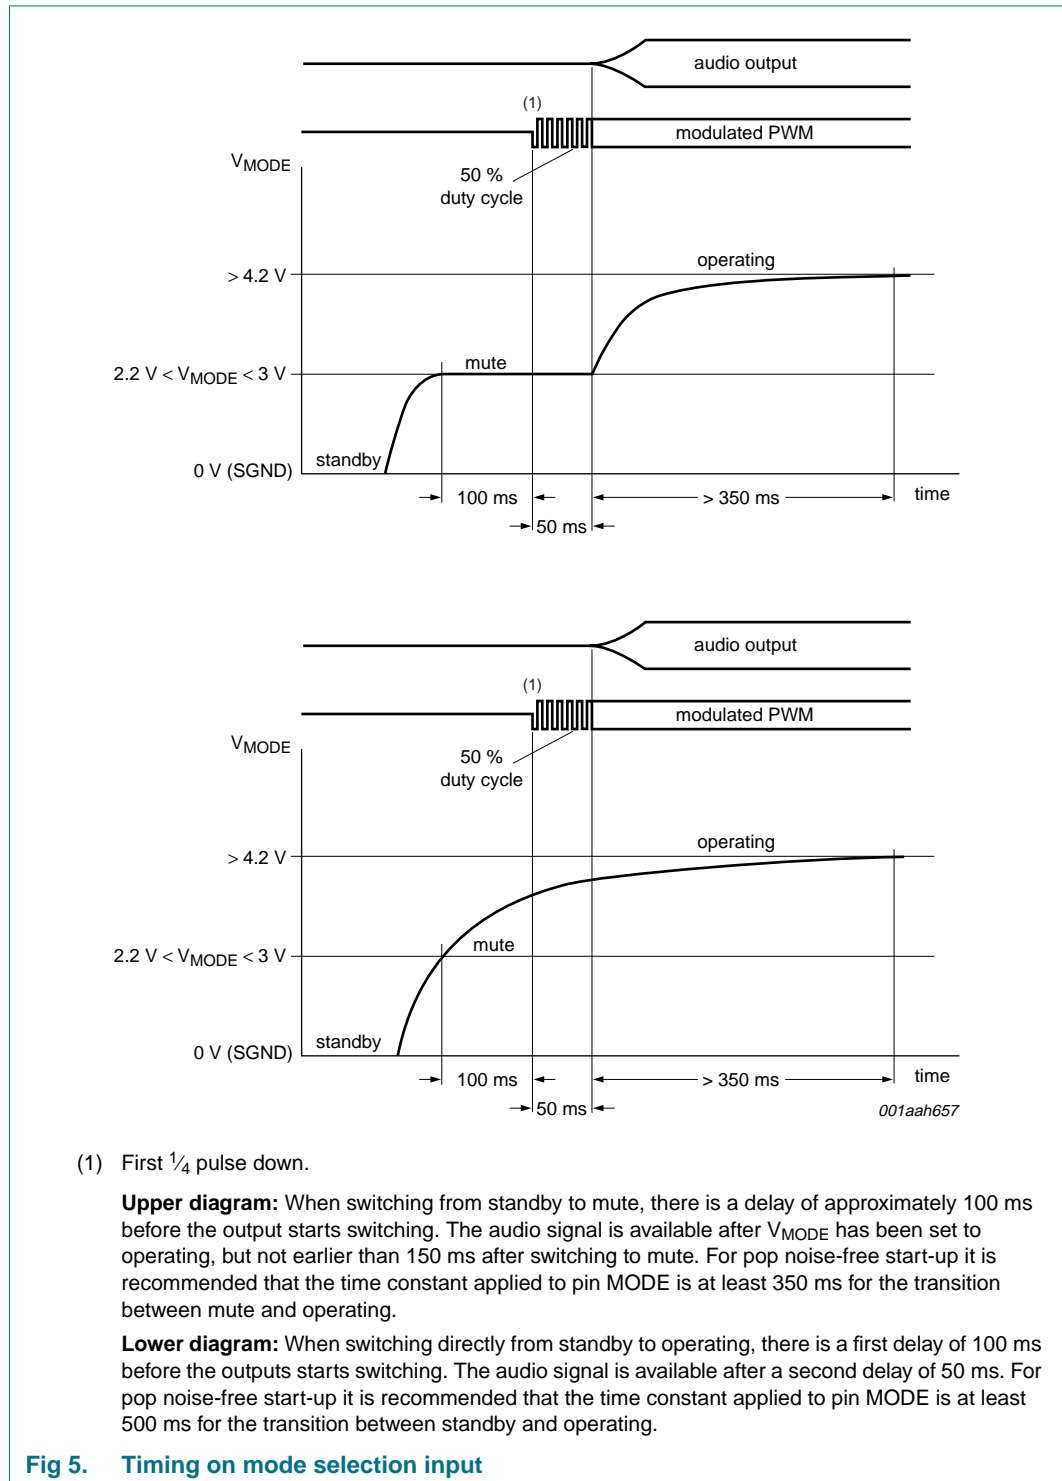 audio output
(1)
modulated PWM
V_MODE
50 %
duty cycle
> 4.2 V
operating
mute
2.2 V < V_MODE < 3 V
standby
0 V (SGND)
100 ms
> 350 ms
time
50 ms
audio output
(1)
modulated PWM
V_MODE
50 %
duty cycle
operating
> 4.2 V
mute
2.2 V < V_MODE < 3 V
standby
0 V (SGND)
100 ms
> 350 ms
time
50 ms
001aah657
(1) First 1⁄4 pulse down.
Upper diagram: When switching from standby to mute, there is a delay of approximately 100 ms
before the output starts switching. The audio signal is available after V_MODE has been set to
operating, but not earlier than 150 ms after switching to mute. For pop noise-free start-up it is
recommended that the time constant applied to pin MODE is at least 350 ms for the transition
between mute and operating.
Lower diagram: When switching directly from standby to operating, there is a first delay of 100 ms
before the outputs starts switching. The audio signal is available after a second delay of 50 ms. For
pop noise-free start-up it is recommended that the time constant applied to pin MODE is at least
500 ms for the transition between standby and operating.
Fig 5. Timing on mode selection input